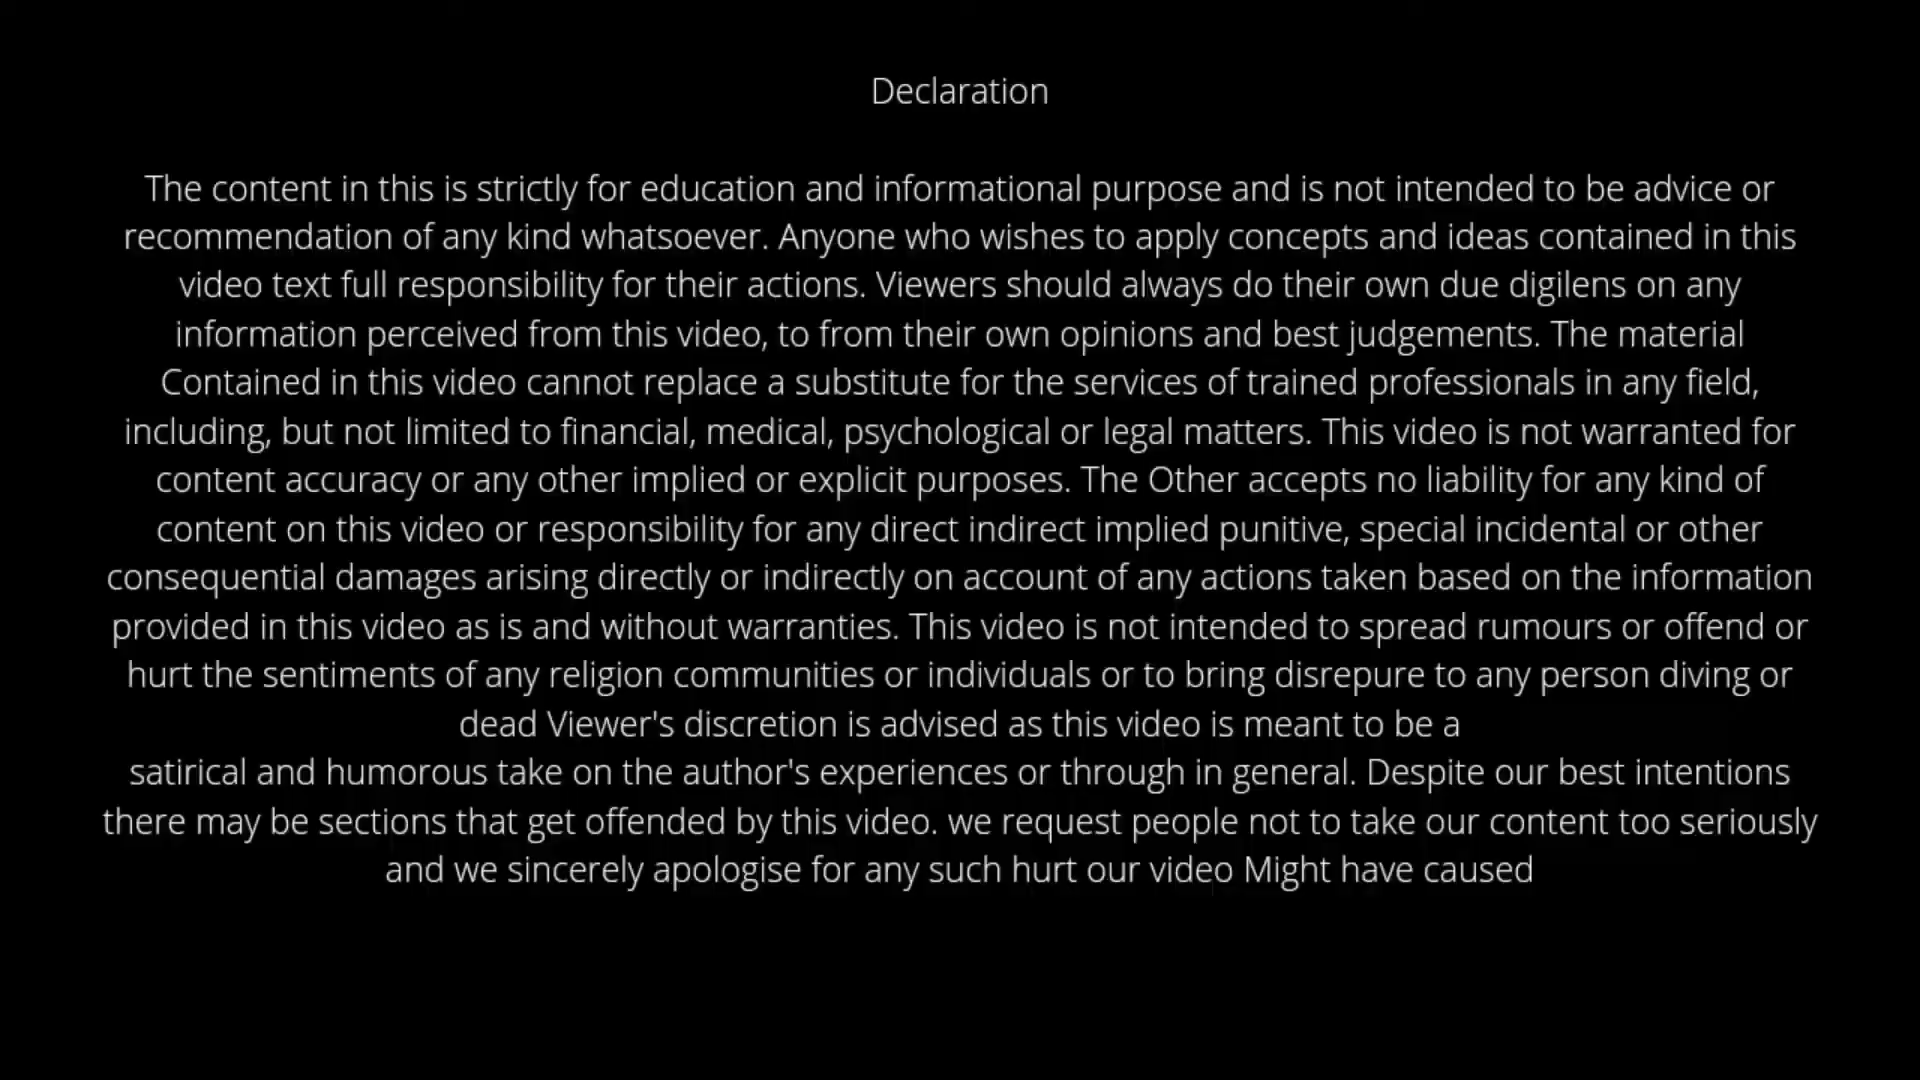 Declaration
The content in this is strictly for education and informational purpose and is not intended to be advice or
recommendation of any kind whatsoever. Anyone who wishes to apply concepts and ideas contained in this
video text full responsibility for their actions. Viewers should always do their own due digilens on any
information perceived from this video, to from their own opinions and best judgements. The material
Contained in this video cannot replace a substitute for the services of trained professionals in any field,
including, but not limited to financial, medical, psychological or legal matters. This video is not warranted for
content accuracy or any other implied or explicit purposes. The Other accepts no liability for any kind of
content on this video or responsibility for any direct indirect implied punitive, special incidental or other
consequential damages arising directly or indirectly on account of any actions taken based on the information
provided in this video as is and without warranties. This video is not intended to spread rumours or offend or
hurt the sentiments of any religion communities or individuals or to bring disrepure to any person diving or
dead Viewer's discretion is advised as this video is meant to be a
satirical and humorous take on the author's experiences or through in general. Despite our best intentions
there may be sections that get offended by this video. we request people not to take our content too seriously
and we sincerely apologise for any such hurt our video Might have caused